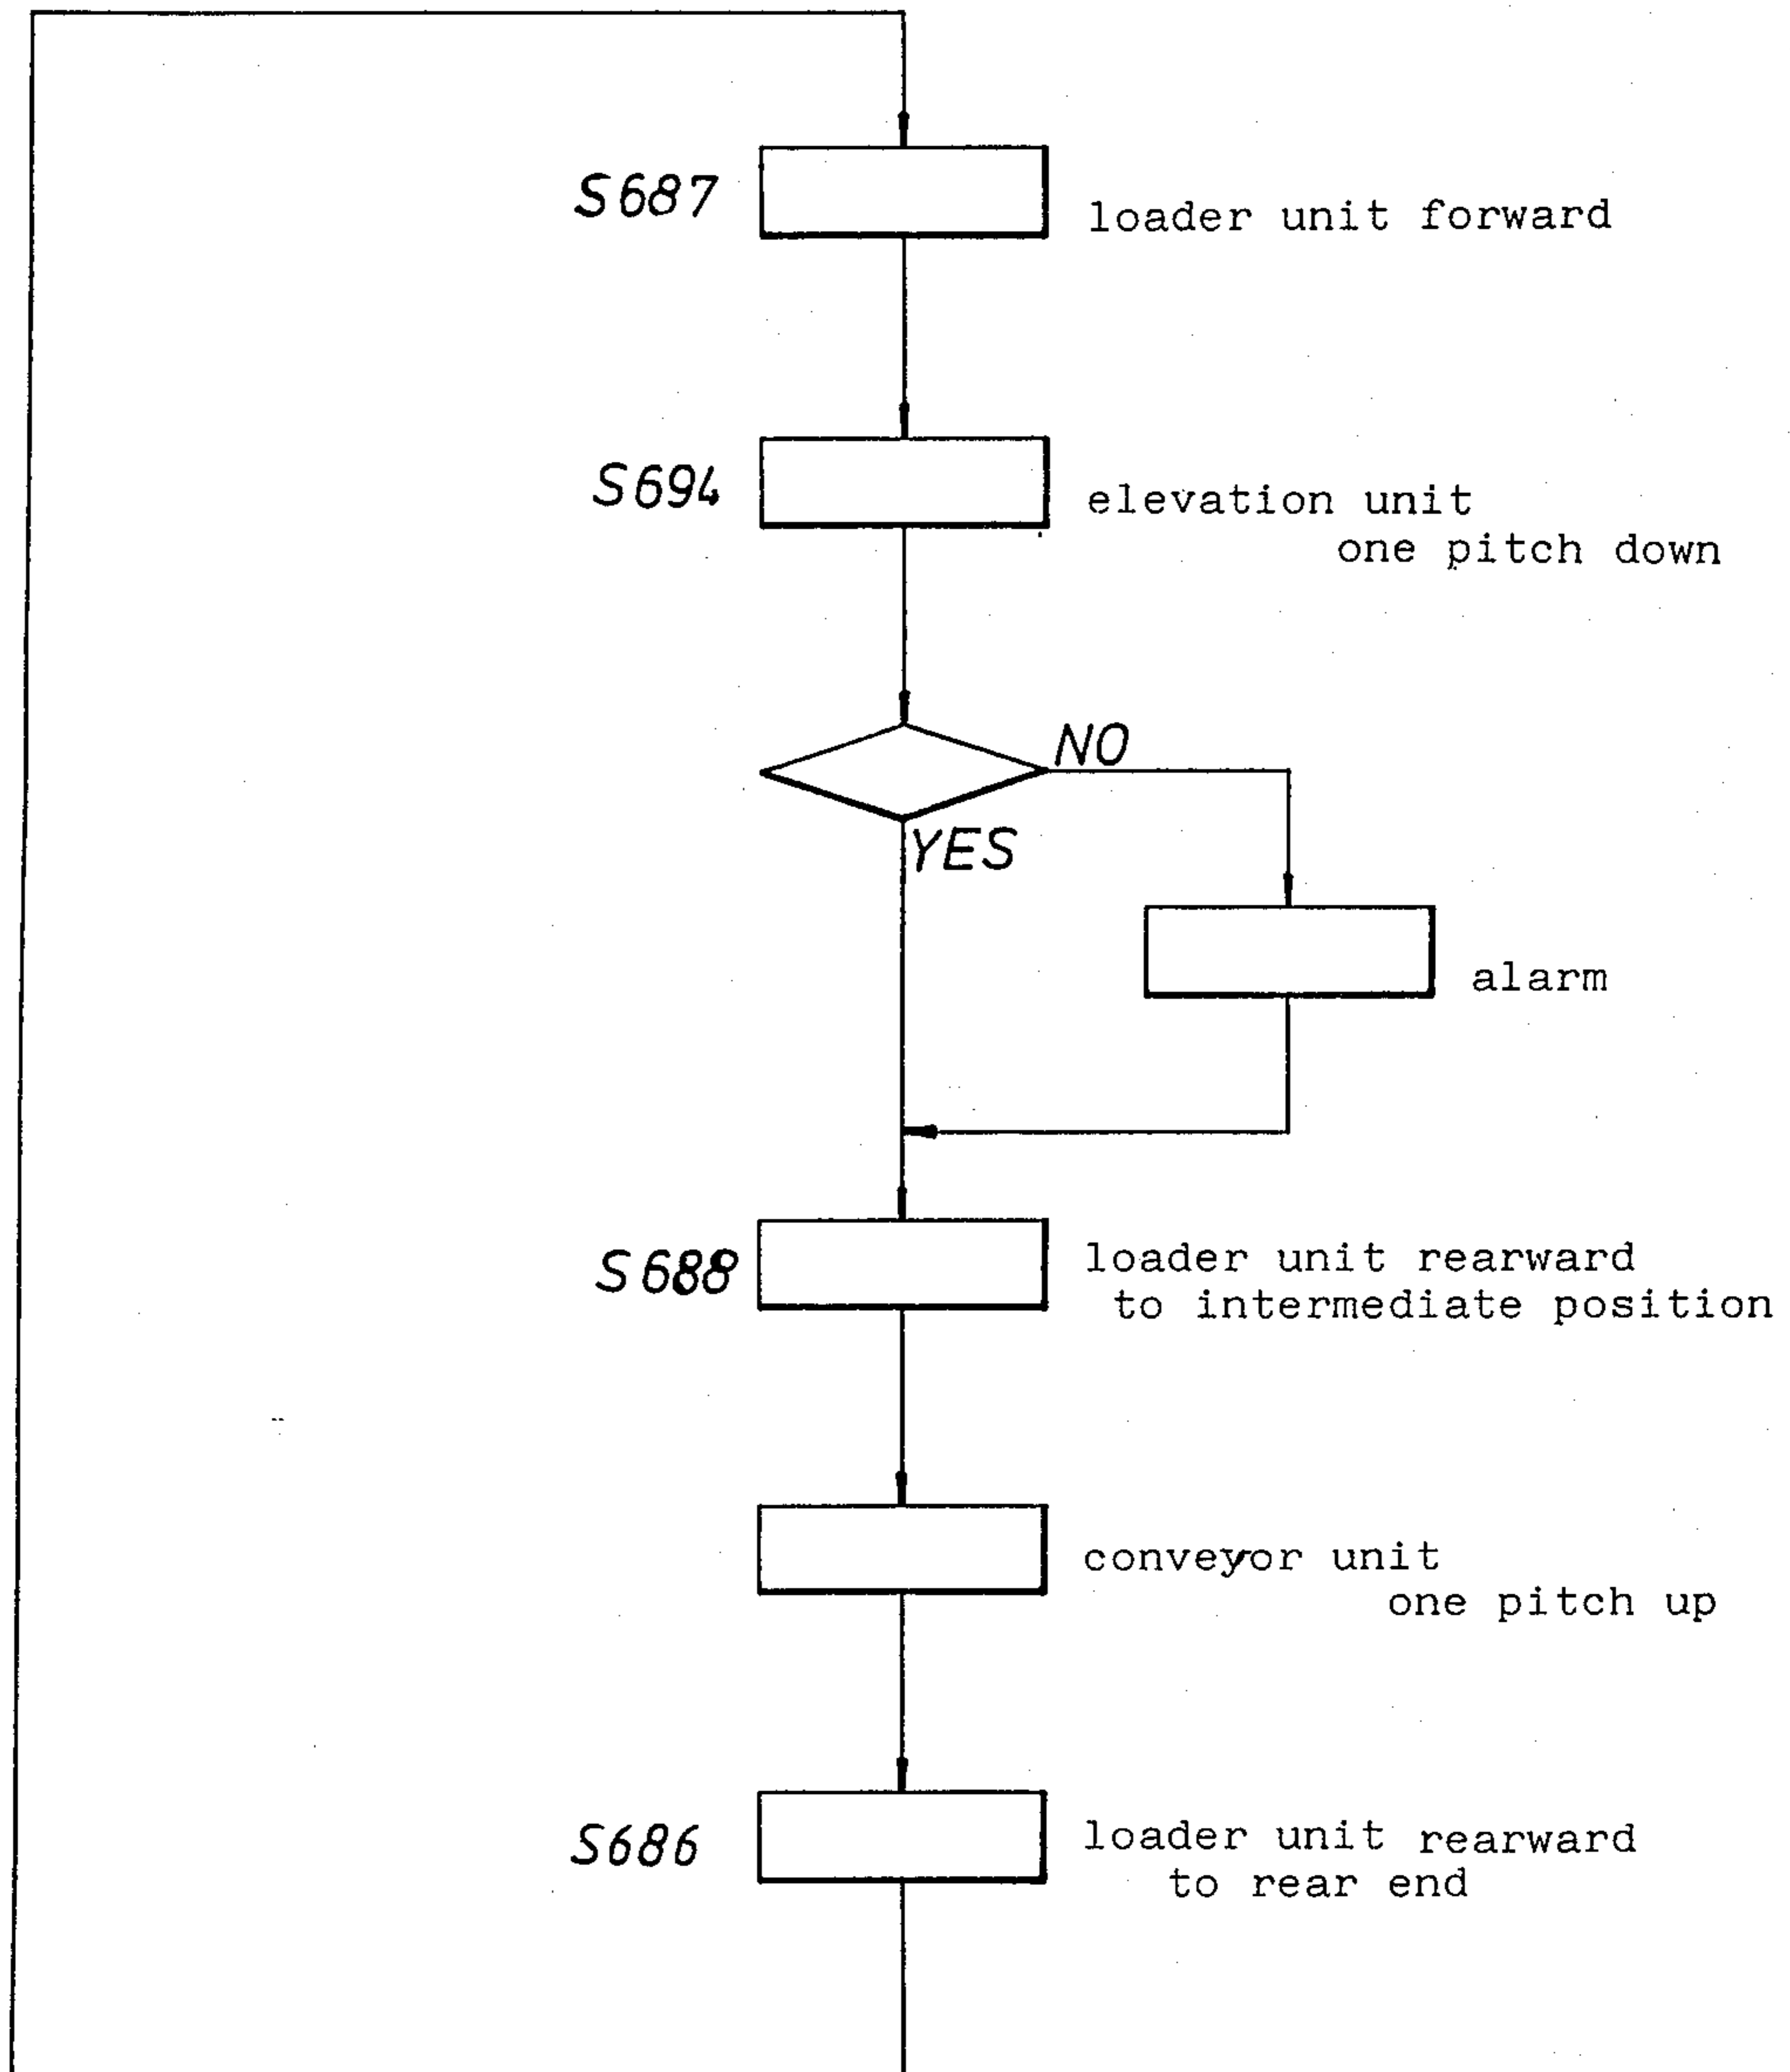 S687
loader unit forward
S694
elevation unit
one pitch down
NO
YES
alarm
S688
loader unit rearward
to intermediate position
conveyor unit
one pitch up
S686
loader unit rearward
to rear end